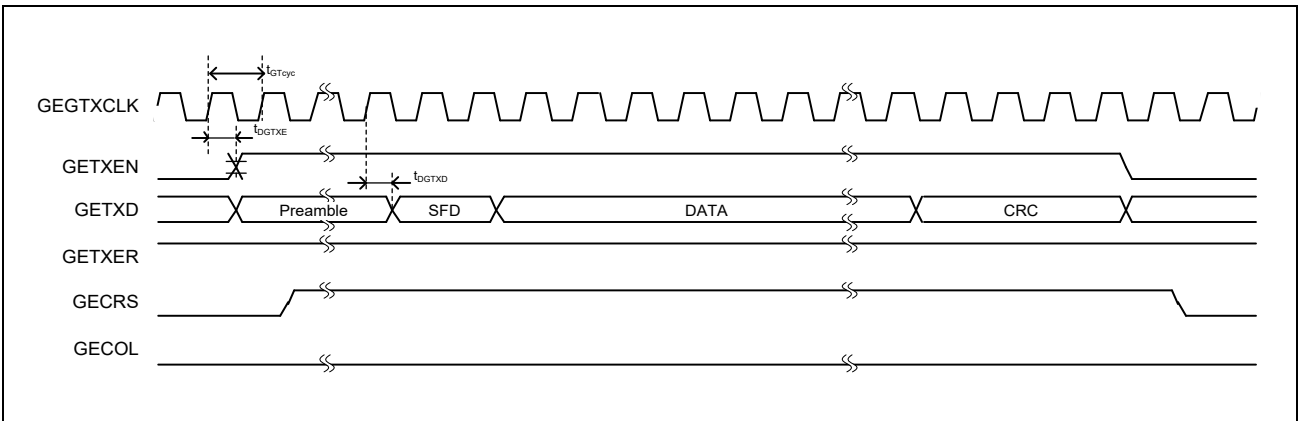 tGTcyc
GEGTXCLK
tDGTXE
GETXEN
tDGTXD
GETXD Preamble SFD DATA CRC
GETXER
GECRS
GECOL